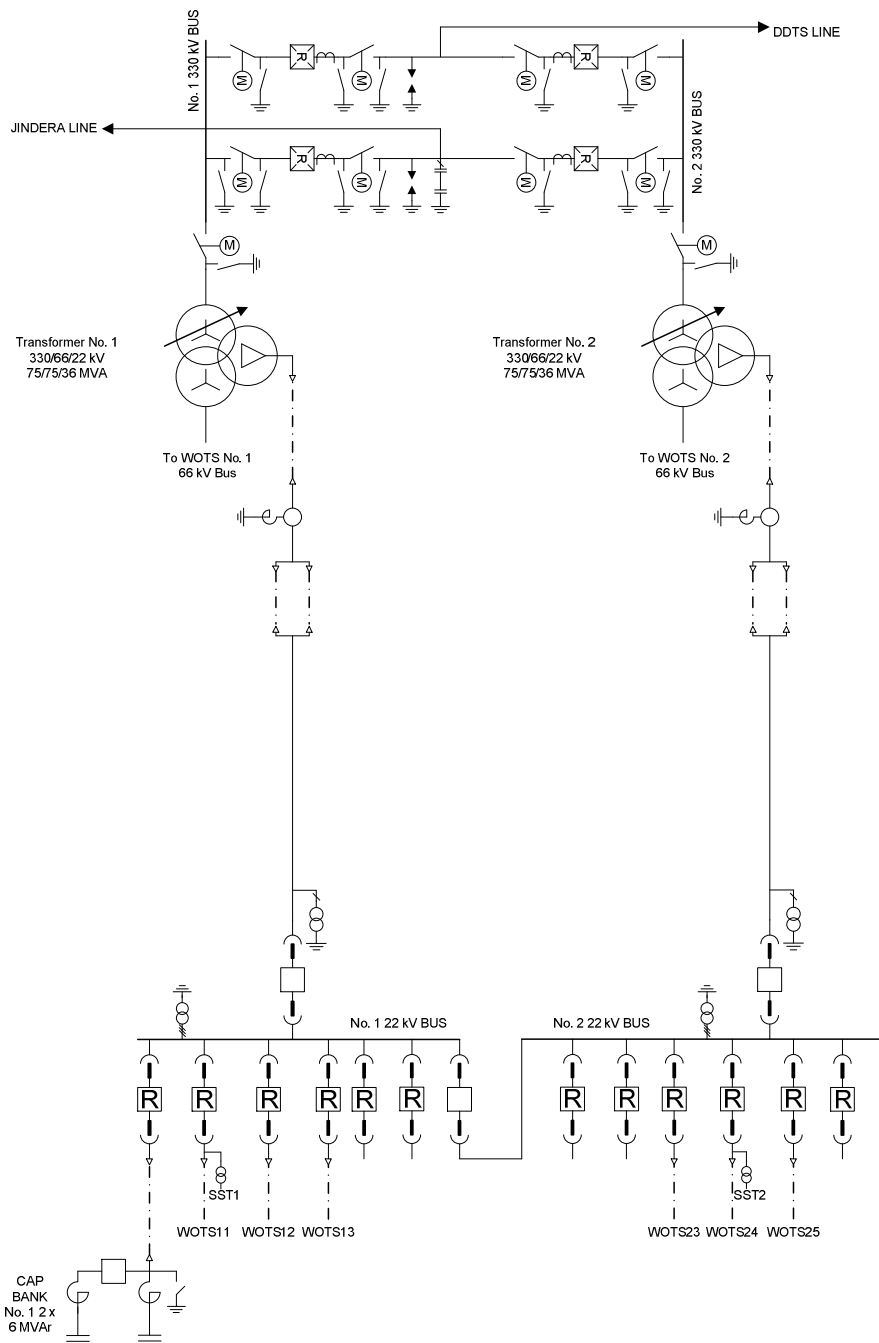 DDTS LINE
No. 1 330 kV BUS
R
R
M
M
M
M
JINDERA LINE
No. 2 330 kV BUS
R
R
M
M
M
M
M
M
Transformer No. 1
330/66/22 kV
75/75/36 MVA
Transformer No. 2
330/66/22 kV
75/75/36 MVA
To WOTS No. 1
66 kV Bus
To WOTS No. 2
66 kV Bus
No. 1 22 kV BUS
No. 2 22 kV BUS
R
R
R
R
R
R
R
R
R
R
R
R
SST1
SST2
WOTS11
WOTS12
WOTS13
WOTS23
WOTS24
WOTS25
CAP
BANK
No. 1 2 x
6 MVAr